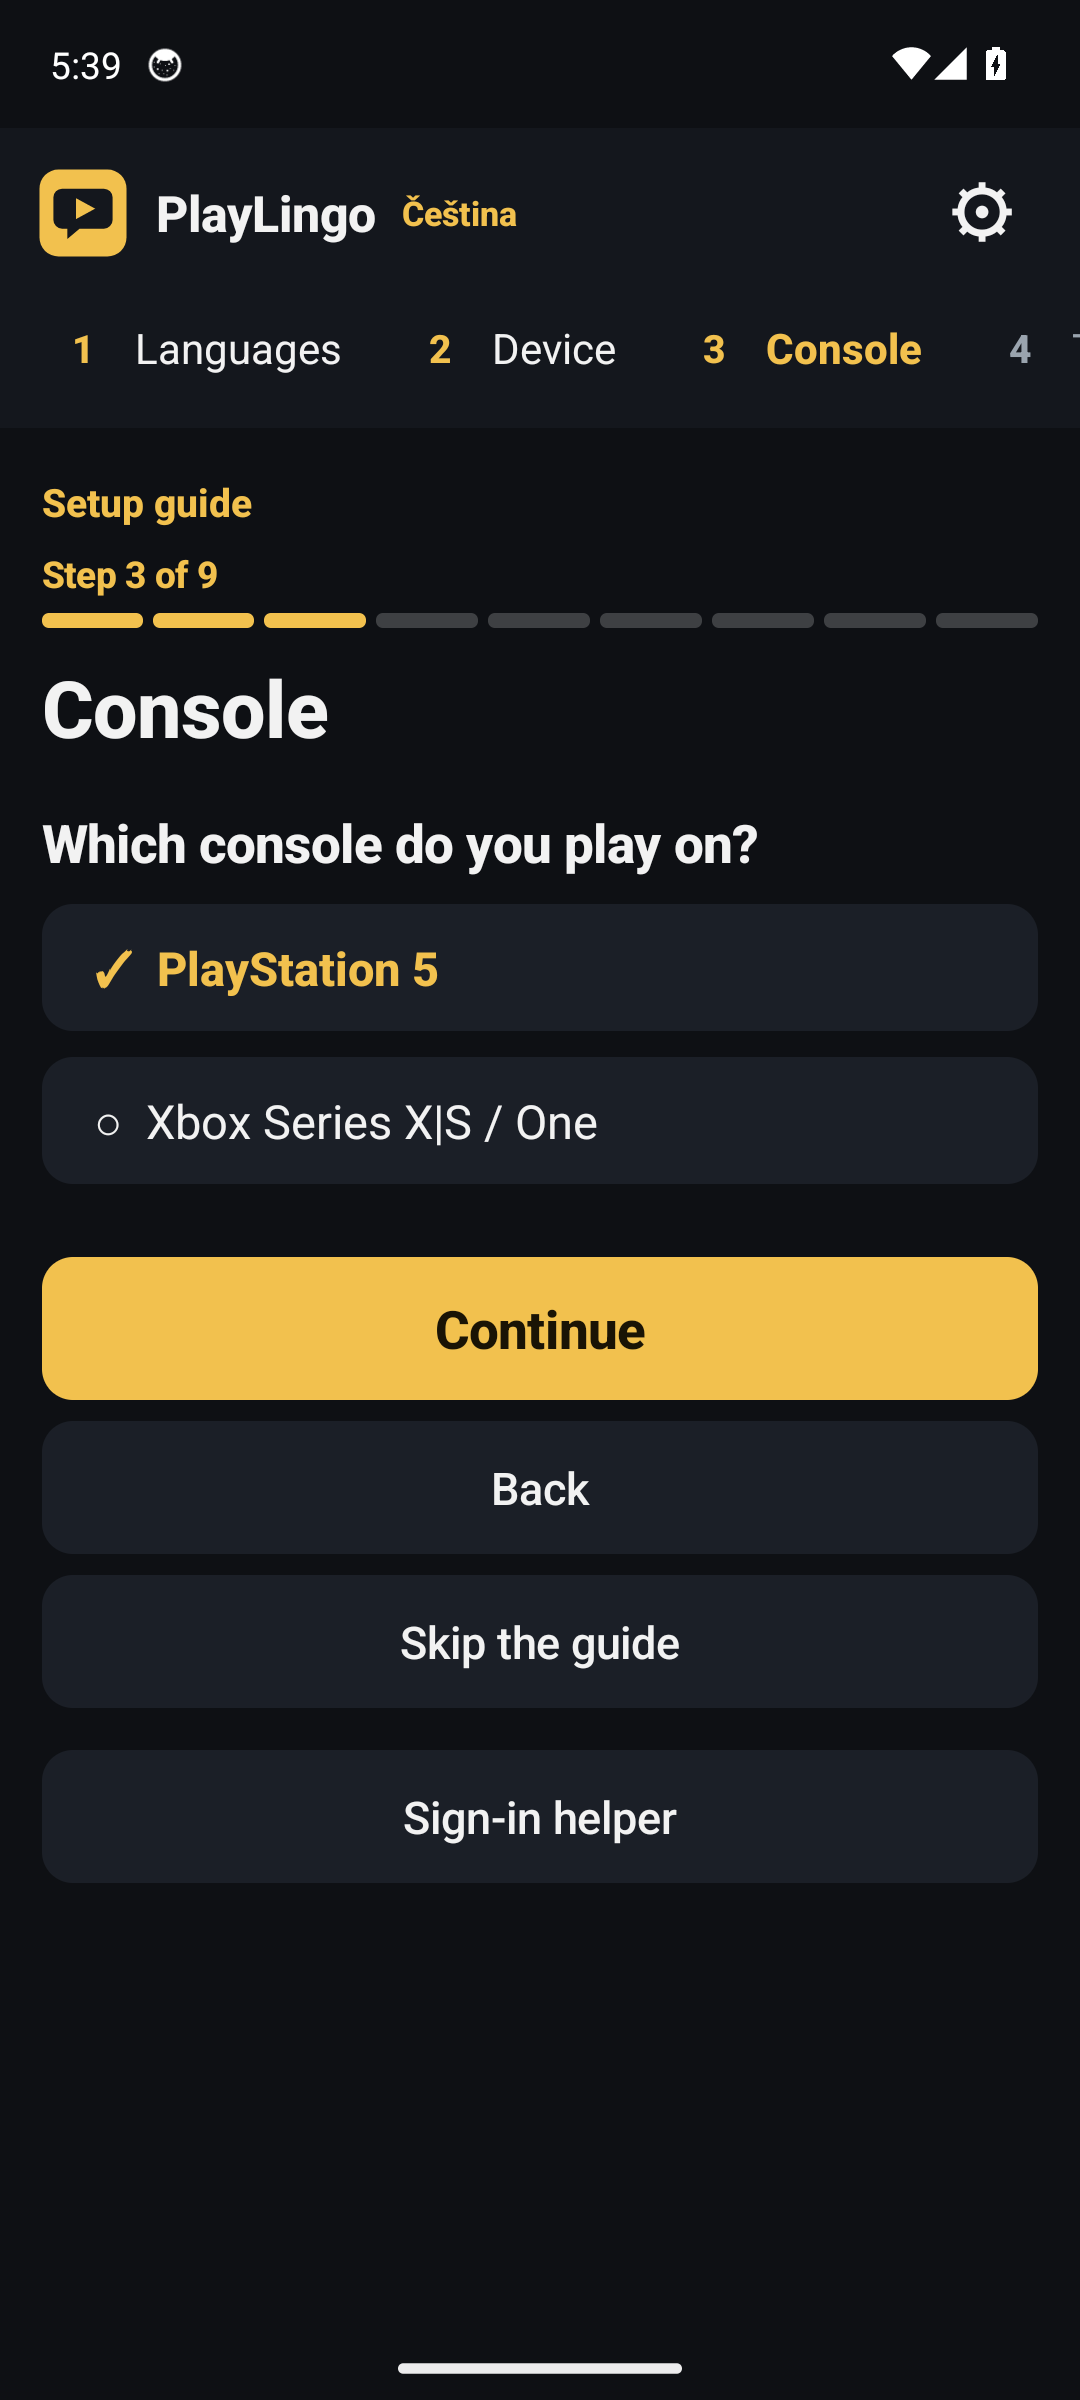 5:39
PlayLingo Čeština
1 Languages 2 Device 3 Console 4
Setup guide
Step 3 of 9
Console
Which console do you play on?
✓ PlayStation 5
○ Xbox Series X|S / One
Continue
Back
Skip the guide
Sign-in helper